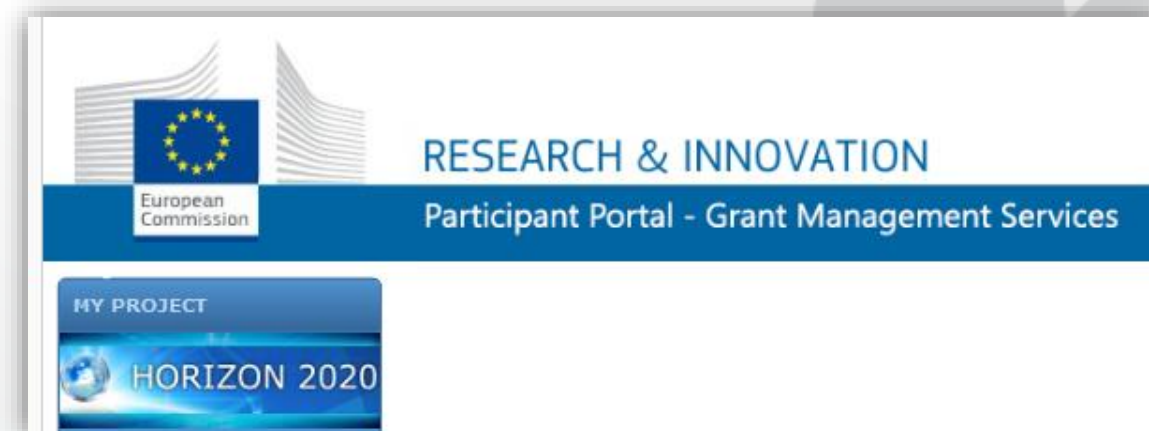 RESEARCH & INNOVATION
European
Commission
Participant Portal - Grant Management Services
MY PROJECT
HORIZON 2020